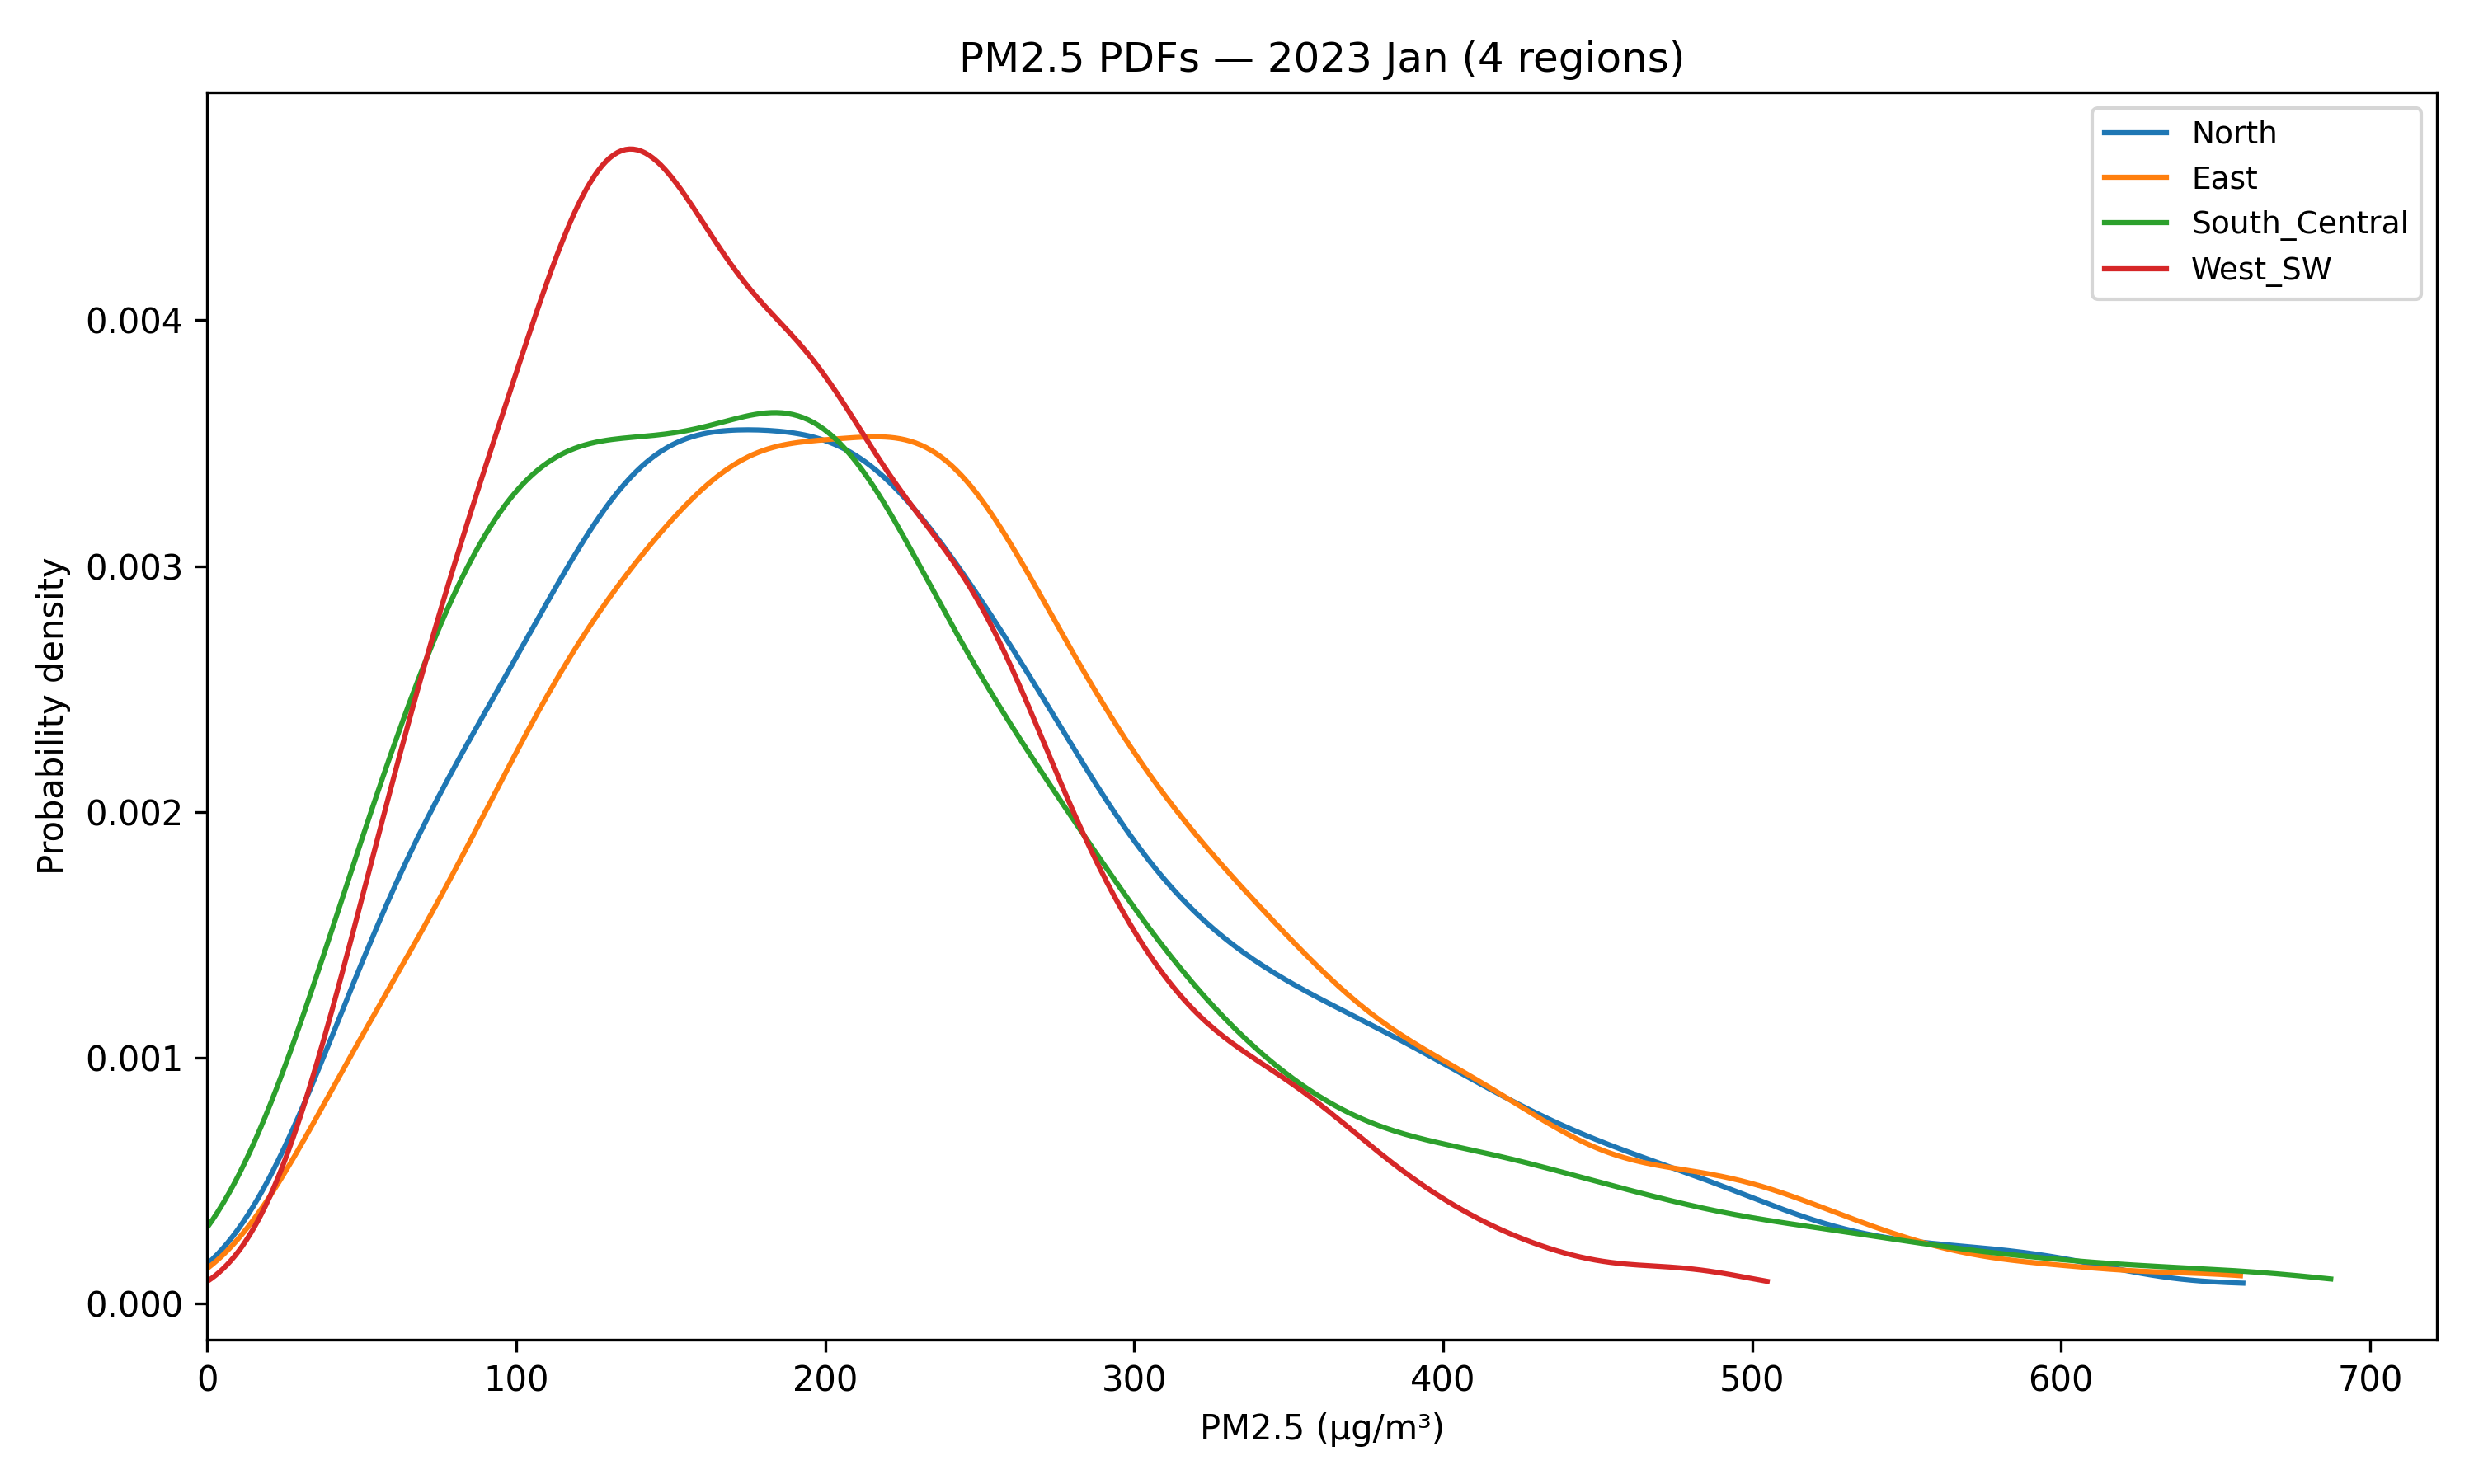 PM2.5 PDFs — 2023 Jan (4 regions)
North
East
South_Central
West_SW
Probability density
0.004
0.003
0.002
0.001
0.000
0 100 200 300 400 500 600 700
PM2.5 (µg/m³)